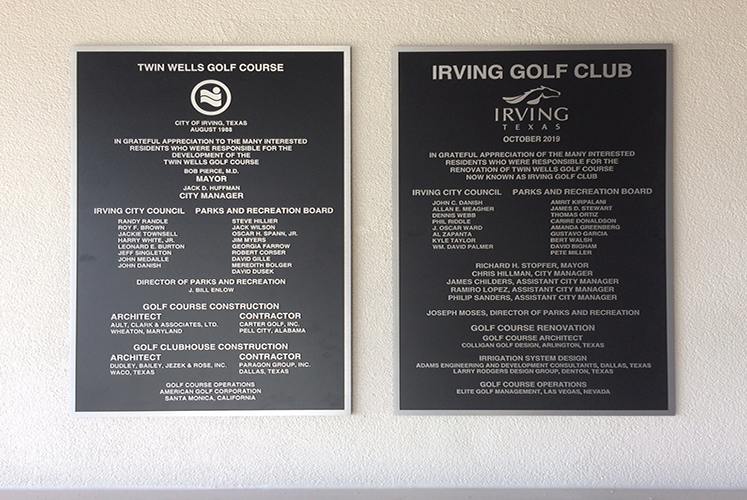 TWIN WELLS GOLF COURSE
CITY OF IRVING, TEXAS
AUGUST 1988
IN GRATEFUL APPRECIATION TO THE MANY INTERESTED
RESIDENTS WHO WERE RESPONSIBLE FOR THE
DEVELOPMENT OF THE
TWIN WELLS GOLF COURSE
BOB PIERCE, M.D.
MAYOR
JACK D. HUFFMAN
CITY MANAGER
IRVING CITY COUNCIL PARKS AND RECREATION BOARD
RANDY RANDLE STEVE HILLIER
ROY F. BROWN JACK WILSON
JACKIE TOWNSELL OSCAR H. SPANN, JR.
HARRY WHITE, JR. JIM MYERS
LEONARD E. BURTON GEORGIA FARROW
JEFF SINGLETON ROBERT CORSER
JOHN MEDAILLE DAVID GILLE
JOHN DANISH MEREDITH BOLGER
DAVID DUSEK
DIRECTOR OF PARKS AND RECREATION
J. BILL ENLOW
GOLF COURSE CONSTRUCTION
ARCHITECT CONTRACTOR
AULT, CLARK & ASSOCIATES, LTD. CARTER GOLF, INC.
WHEATON, MARYLAND PELL CITY, ALABAMA
GOLF CLUBHOUSE CONSTRUCTION
ARCHITECT CONTRACTOR
DUDLEY, BAILEY, JEZEK & ROSE, INC. PARAGON GROUP, INC.
WACO, TEXAS DALLAS, TEXAS
GOLF COURSE OPERATIONS
AMERICAN GOLF CORPORATION
SANTA MONICA, CALIFORNIA
IRVING GOLF CLUB
IRVING
TEXAS
OCTOBER 2019
IN GRATEFUL APPRECIATION OF THE MANY INTERESTED
RESIDENTS WHO WERE RESPONSIBLE FOR THE
RENOVATION OF TWIN WELLS GOLF COURSE
NOW KNOWN AS IRVING GOLF CLUB
IRVING CITY COUNCIL PARKS AND RECREATION BOARD
JOHN C. DANISH AMRIT KIRPALANI
ALLAN E. MEAGHER JAMES D. STEWART
DENNIS WEBB THOMAS ORTIZ
PHIL RIDDLE CARIRE DONALDSON
J. OSCAR WARD AMANDA GREENBERG
AL ZAPANTA GUSTAVO GARCIA
KYLE TAYLOR BERT WALSH
WM. DAVID PALMER DAVID BIGHAM
PETE MILLER
RICHARD H. STOPFER, MAYOR
CHRIS HILLMAN, CITY MANAGER
JAMES CHILDERS, ASSISTANT CITY MANAGER
RAMIRO LOPEZ, ASSISTANT CITY MANAGER
PHILIP SANDERS, ASSISTANT CITY MANAGER
JOSEPH MOSES, DIRECTOR OF PARKS AND RECREATION
GOLF COURSE RENOVATION
GOLF COURSE ARCHITECT
COLLIGAN GOLF DESIGN, ARLINGTON, TEXAS
IRRIGATION SYSTEM DESIGN
ADAMS ENGINEERING AND DEVELOPMENT CONSULTANTS, DALLAS, TEXAS
LARRY RODGERS DESIGN GROUP, DENTON, TEXAS
GOLF COURSE OPERATIONS
ELITE GOLF MANAGEMENT, LAS VEGAS, NEVADA